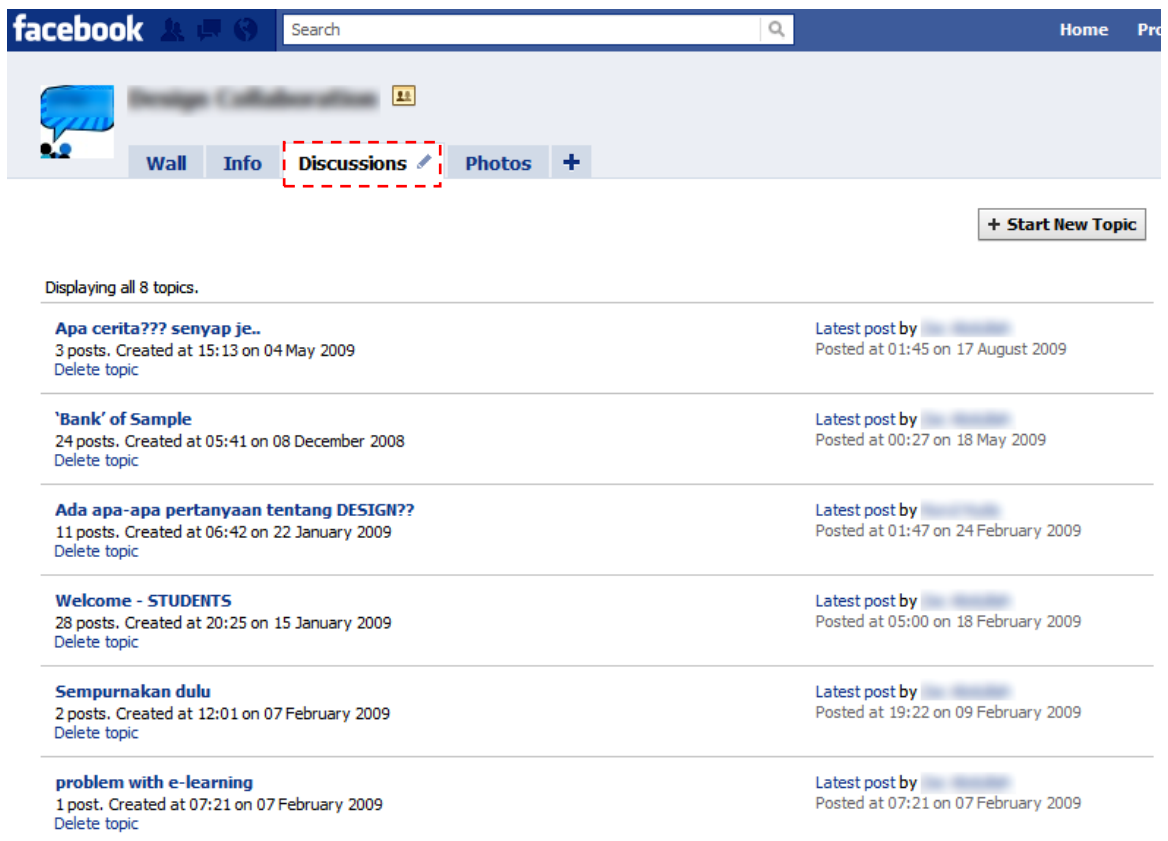 facebook
Search
Home Pro
Design Collaboration
Wall Info Discussions Photos +
+ Start New Topic
Displaying all 8 topics.
Apa cerita??? senyap je..
3 posts. Created at 15:13 on 04 May 2009
Delete topic
Latest post by
Posted at 01:45 on 17 August 2009
‘Bank’ of Sample
24 posts. Created at 05:41 on 08 December 2008
Delete topic
Latest post by
Posted at 00:27 on 18 May 2009
Ada apa-apa pertanyaan tentang DESIGN??
11 posts. Created at 06:42 on 22 January 2009
Delete topic
Latest post by
Posted at 01:47 on 24 February 2009
Welcome - STUDENTS
28 posts. Created at 20:25 on 15 January 2009
Delete topic
Latest post by
Posted at 05:00 on 18 February 2009
Sempurnakan dulu
2 posts. Created at 12:01 on 07 February 2009
Delete topic
Latest post by
Posted at 19:22 on 09 February 2009
problem with e-learning
1 post. Created at 07:21 on 07 February 2009
Delete topic
Latest post by
Posted at 07:21 on 07 February 2009